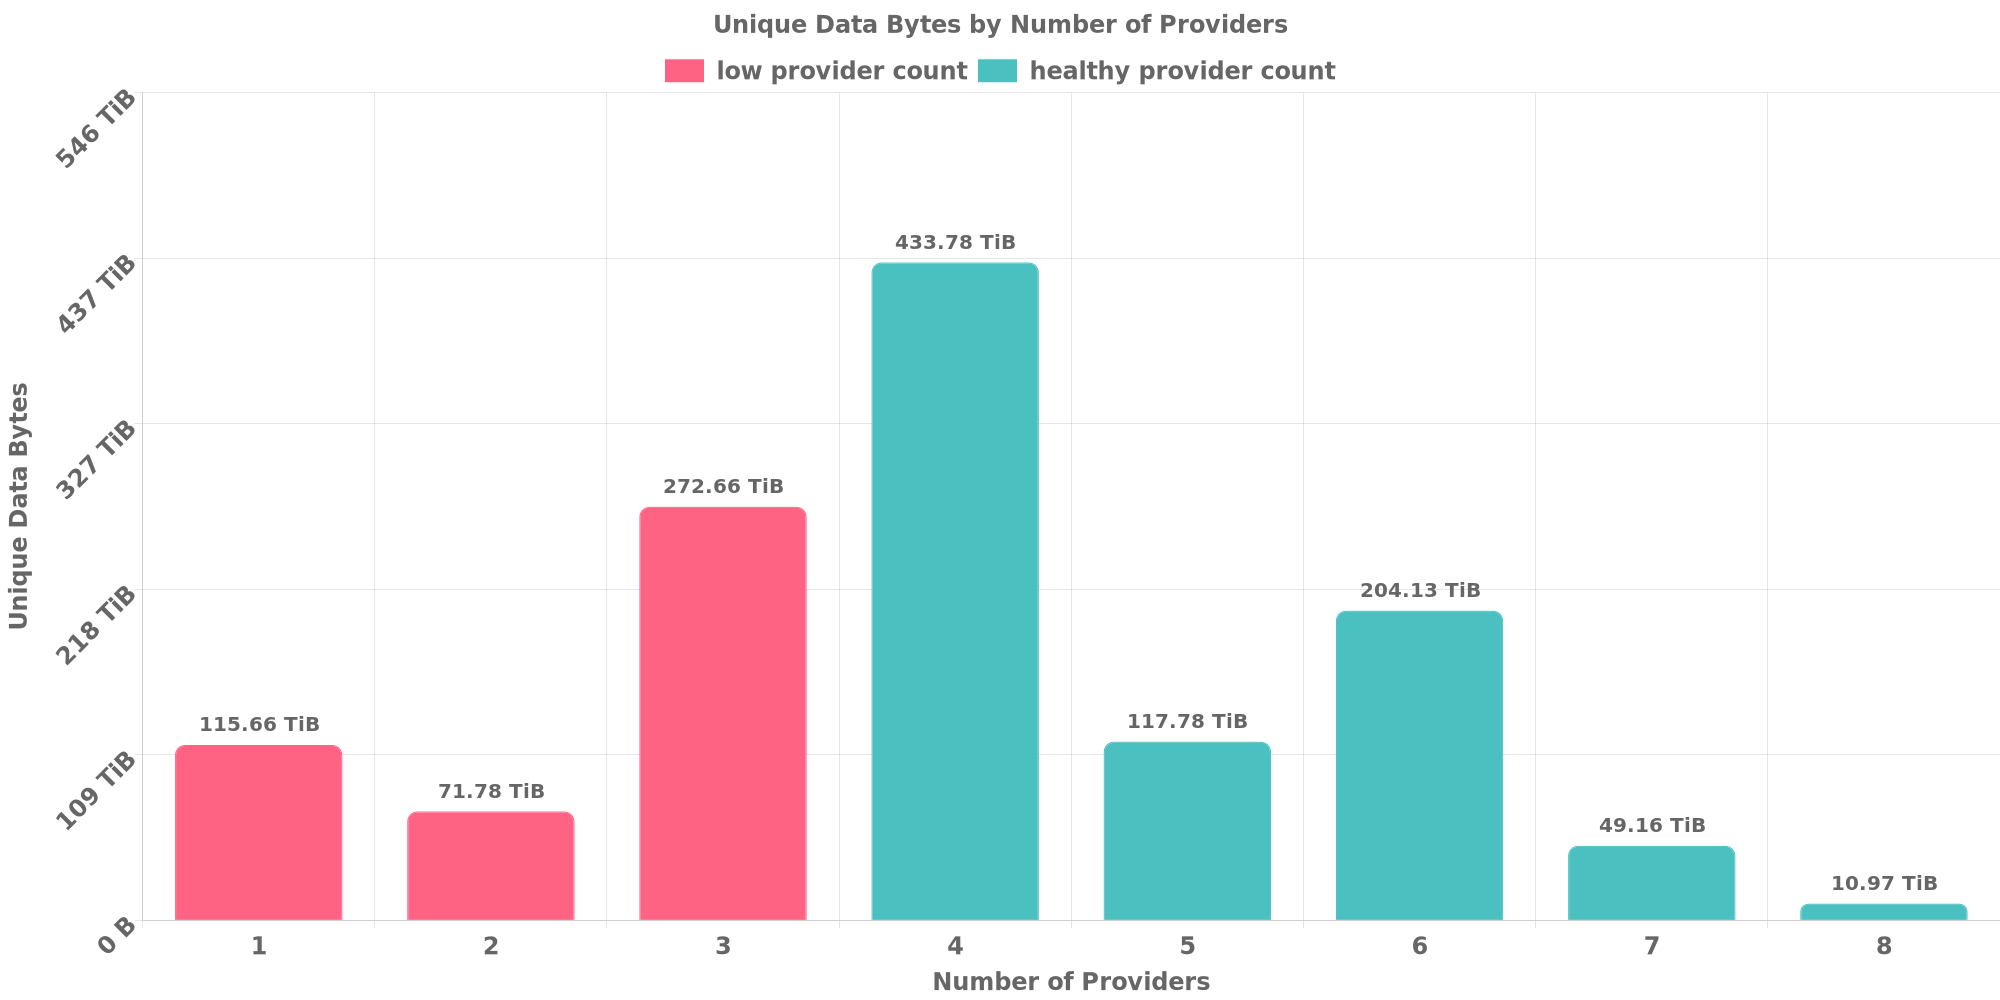 Unique Data Bytes by Number of Providers
low provider count healthy provider count
546 TiB
437 TiB
327 TiB
218 TiB
109 TiB
0 B
Unique Data Bytes
115.66 TiB
71.78 TiB
272.66 TiB
433.78 TiB
117.78 TiB
204.13 TiB
49.16 TiB
10.97 TiB
1 2 3 4 5 6 7 8
Number of Providers